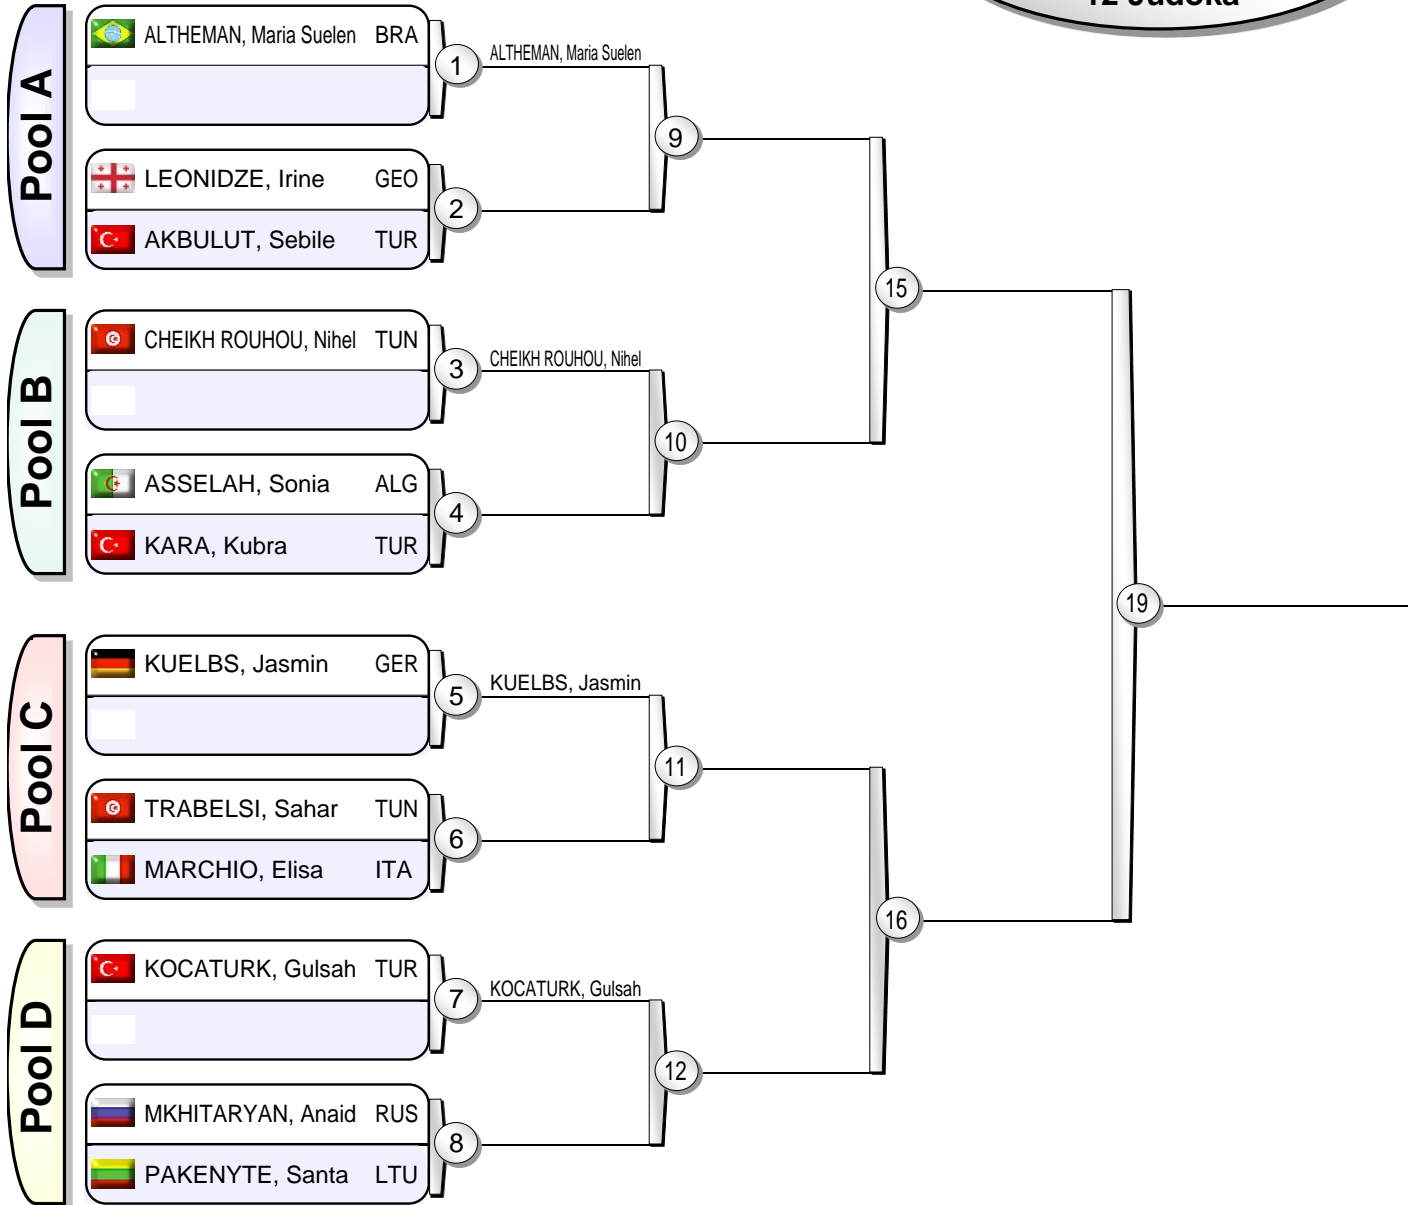 12 Judoka
Pool A
ALTHEMAN, Maria Suelen BRA
1
ALTHEMAN, Maria Suelen
9
LEONIDZE, Irine GEO
2
AKBULUT, Sebile TUR
15
Pool B
CHEIKH ROUHOU, Nihel TUN
3
CHEIKH ROUHOU, Nihel
10
ASSELAH, Sonia ALG
4
KARA, Kubra TUR
19
Pool C
KUELBS, Jasmin GER
5
KUELBS, Jasmin
11
TRABELSI, Sahar TUN
6
MARCHIO, Elisa ITA
16
Pool D
KOCATURK, Gulsah TUR
7
KOCATURK, Gulsah
12
MKHITARYAN, Anaid RUS
8
PAKENYTE, Santa LTU